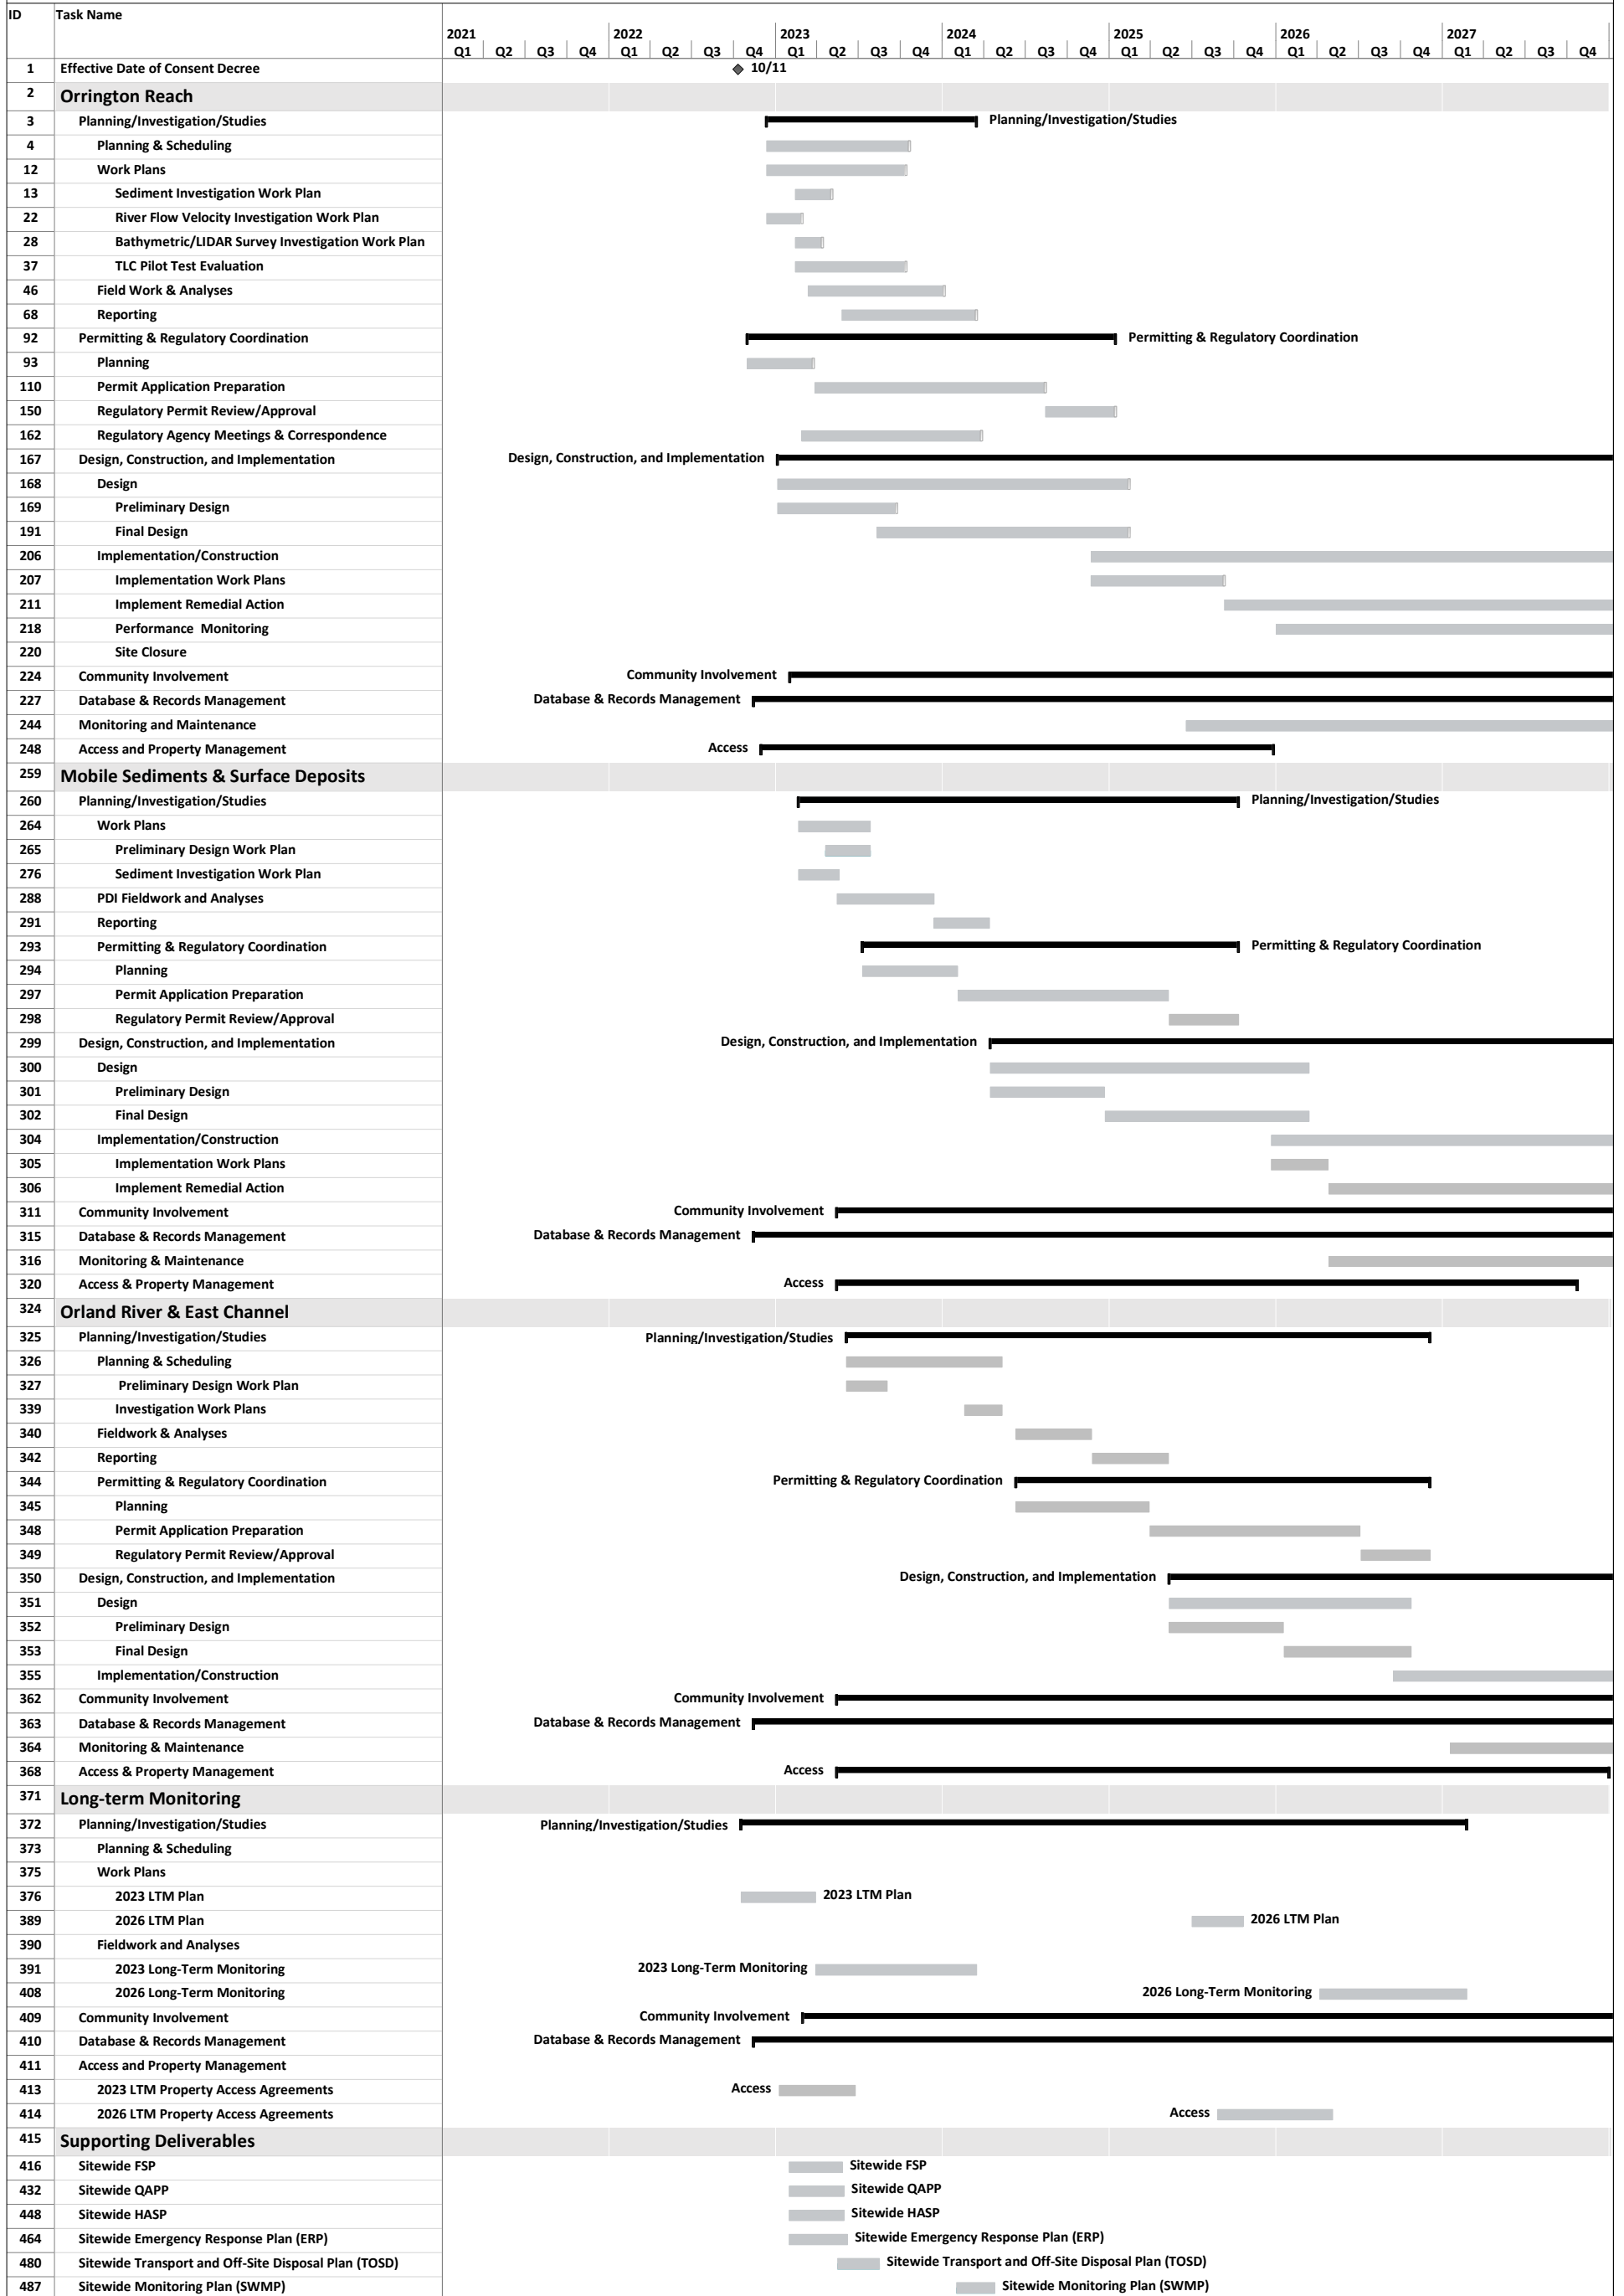 ID Task Name
2021 2022 2023 2024 2025 2026 2027
Q1 Q2 Q3 Q4 Q1 Q2 Q3 Q4 Q1 Q2 Q3 Q4 Q1 Q2 Q3 Q4 Q1 Q2 Q3 Q4 Q1 Q2 Q3 Q4 Q1 Q2 Q3 Q4
1 Effective Date of Consent Decree 10/11
2 Orrington Reach
3 Planning/Investigation/Studies Planning/Investigation/Studies
4 Planning & Scheduling
12 Work Plans
13 Sediment Investigation Work Plan
22 River Flow Velocity Investigation Work Plan
28 Bathymetric/LIDAR Survey Investigation Work Plan
37 TLC Pilot Test Evaluation
46 Field Work & Analyses
68 Reporting
92 Permitting & Regulatory Coordination Permitting & Regulatory Coordination
93 Planning
110 Permit Application Preparation
150 Regulatory Permit Review/Approval
162 Regulatory Agency Meetings & Correspondence
167 Design, Construction, and Implementation Design, Construction, and Implementation
168 Design
169 Preliminary Design
191 Final Design
206 Implementation/Construction
207 Implementation Work Plans
211 Implement Remedial Action
218 Performance Monitoring
220 Site Closure
224 Community Involvement Community Involvement
227 Database & Records Management Database & Records Management
244 Monitoring and Maintenance
248 Access and Property Management Access
259 Mobile Sediments & Surface Deposits
260 Planning/Investigation/Studies Planning/Investigation/Studies
264 Work Plans
265 Preliminary Design Work Plan
276 Sediment Investigation Work Plan
288 PDI Fieldwork and Analyses
291 Reporting
293 Permitting & Regulatory Coordination Permitting & Regulatory Coordination
294 Planning
297 Permit Application Preparation
298 Regulatory Permit Review/Approval
299 Design, Construction, and Implementation Design, Construction, and Implementation
300 Design
301 Preliminary Design
302 Final Design
304 Implementation/Construction
305 Implementation Work Plans
306 Implement Remedial Action
311 Community Involvement Community Involvement
315 Database & Records Management Database & Records Management
316 Monitoring & Maintenance
320 Access & Property Management Access
324 Orland River & East Channel
325 Planning/Investigation/Studies Planning/Investigation/Studies
326 Planning & Scheduling
327 Preliminary Design Work Plan
339 Investigation Work Plans
340 Fieldwork & Analyses
342 Reporting
344 Permitting & Regulatory Coordination Permitting & Regulatory Coordination
345 Planning
348 Permit Application Preparation
349 Regulatory Permit Review/Approval
350 Design, Construction, and Implementation Design, Construction, and Implementation
351 Design
352 Preliminary Design
353 Final Design
355 Implementation/Construction
362 Community Involvement Community Involvement
363 Database & Records Management Database & Records Management
364 Monitoring & Maintenance
368 Access & Property Management Access
371 Long-term Monitoring
372 Planning/Investigation/Studies Planning/Investigation/Studies
373 Planning & Scheduling
375 Work Plans
376 2023 LTM Plan 2023 LTM Plan
389 2026 LTM Plan 2026 LTM Plan
390 Fieldwork and Analyses
391 2023 Long-Term Monitoring 2023 Long-Term Monitoring
408 2026 Long-Term Monitoring 2026 Long-Term Monitoring
409 Community Involvement Community Involvement
410 Database & Records Management Database & Records Management
411 Access and Property Management
413 2023 LTM Property Access Agreements Access
414 2026 LTM Property Access Agreements Access
415 Supporting Deliverables
416 Sitewide FSP Sitewide FSP
432 Sitewide QAPP Sitewide QAPP
448 Sitewide HASP Sitewide HASP
464 Sitewide Emergency Response Plan (ERP) Sitewide Emergency Response Plan (ERP)
480 Sitewide Transport and Off-Site Disposal Plan (TOSD) Sitewide Transport and Off-Site Disposal Plan (TOSD)
487 Sitewide Monitoring Plan (SWMP) Sitewide Monitoring Plan (SWMP)